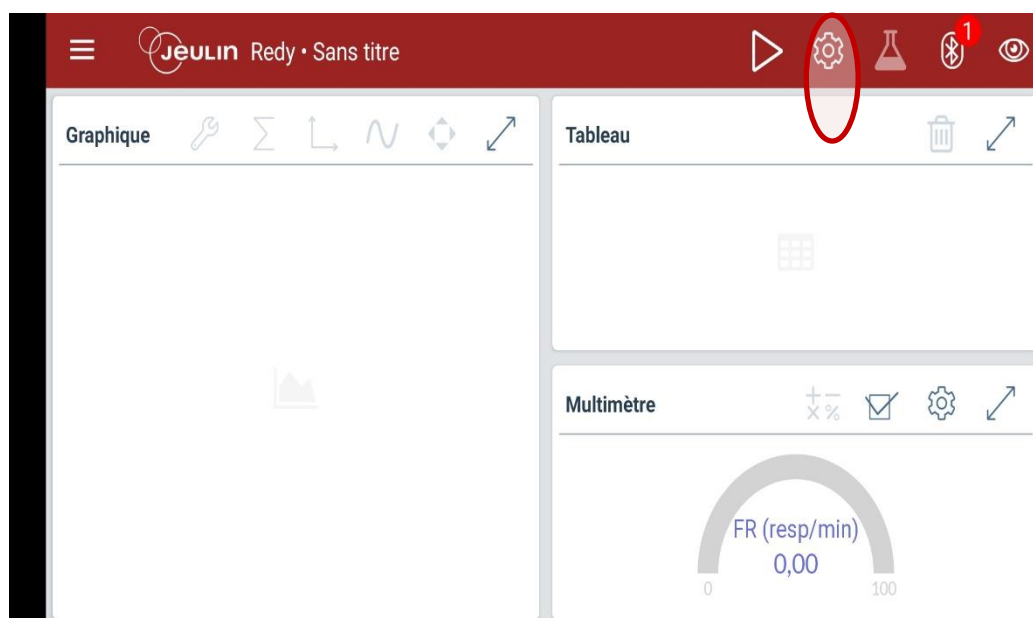 Jeulin Redy • Sans titre
1
Graphique
Tableau
Multimètre
FR (resp/min)
0,00
0 100